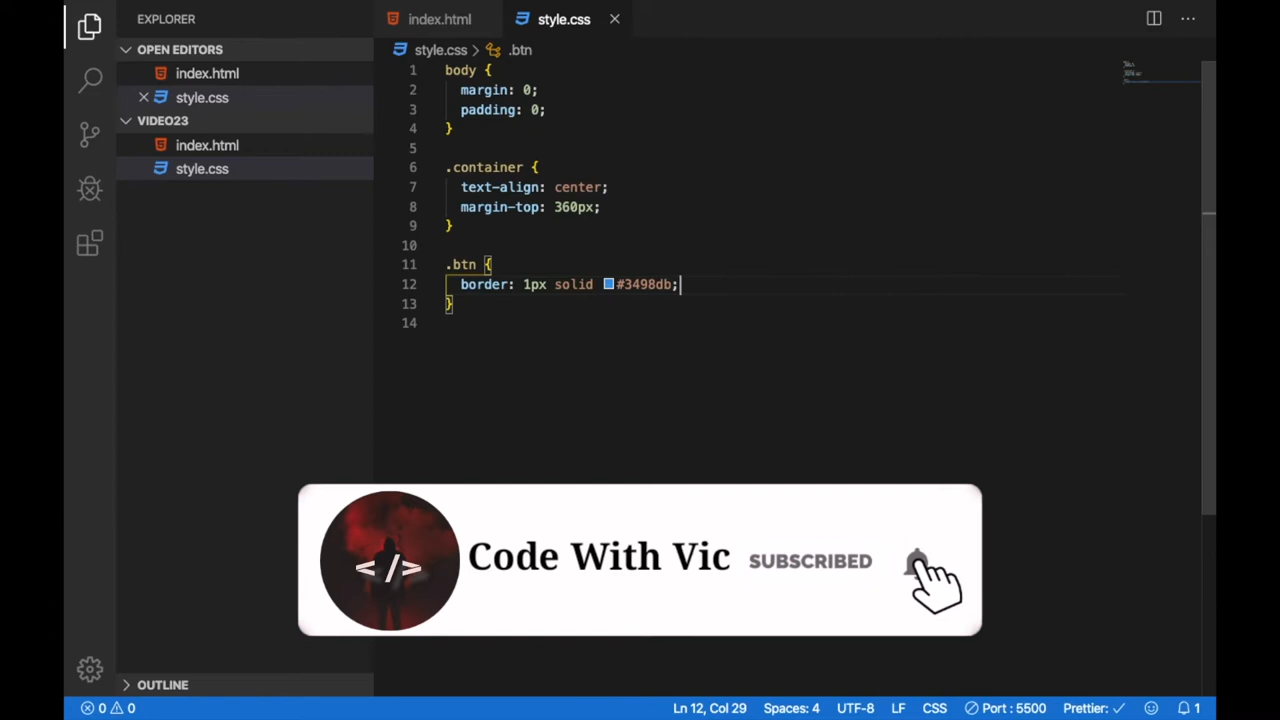 EXPLORER
OPEN EDITORS
index.html
style.css
VIDEO23
index.html
style.css
OUTLINE
index.html
style.css
style.css > .btn
1 body {
2 margin: 0;
3 padding: 0;
4 }
5
6 .container {
7 text-align: center;
8 margin-top: 360px;
9 }
10
11 .btn {
12 border: 1px solid #3498db;
13 }
14
</>
Code With Vic SUBSCRIBED
0 0 Ln 12, Col 29 Spaces: 4 UTF-8 LF CSS Port : 5500 Prettier: ✓ 1